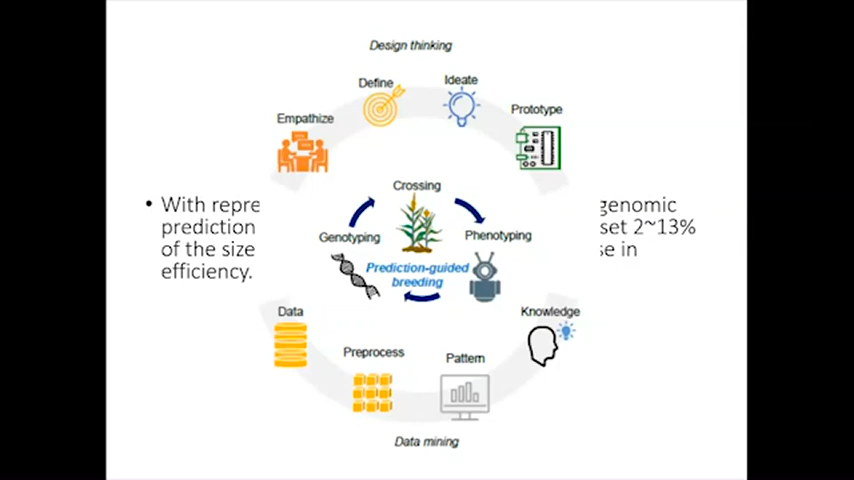 Design thinking
Define
Ideate
Empathize
Prototype
Crossing
• With repre
genomic
prediction
set 2~13%
of the size
se in
efficiency.
Genotyping
Phenotyping
Prediction-guided
breeding
Data
Knowledge
Preprocess
Pattern
Data mining